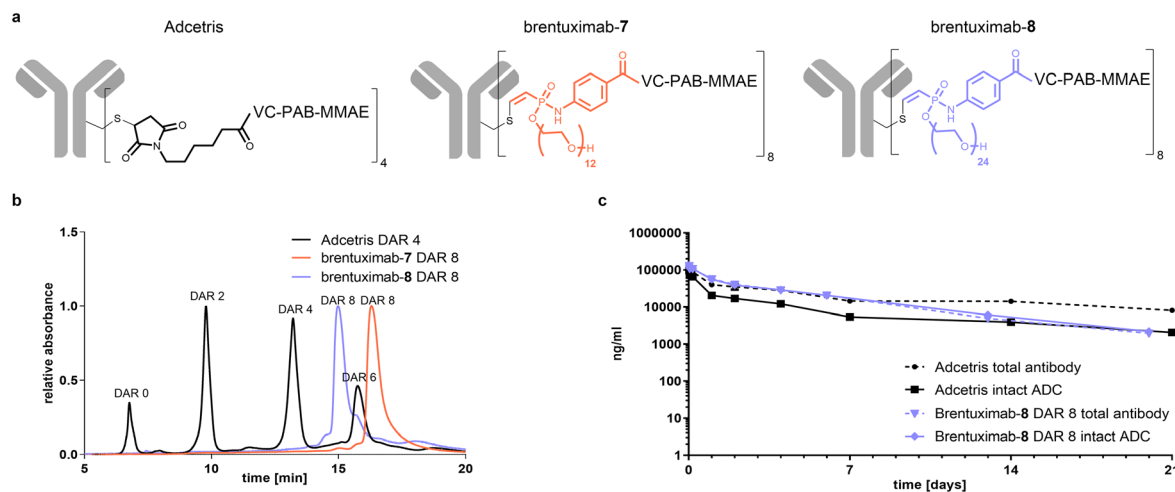 a
Adcetris
brentuximab-7
brentuximab-8
S
O
N
O
O
VC-PAB-MMAE
4
S
O
P
O
N
H
O
O
H
12
VC-PAB-MMAE
8
S
O
P
O
N
H
O
O
H
24
VC-PAB-MMAE
8
b
1.5
1.0
0.5
0.0
relative absorbance
5
10
15
20
time [min]
Adcetris DAR 4
brentuximab-7 DAR 8
brentuximab-8 DAR 8
DAR 0
DAR 2
DAR 4
DAR 8
DAR 8
DAR 6
c
1000000
100000
10000
1000
100
10
1
ng/ml
0
7
14
21
time [days]
Adcetris total antibody
Adcetris intact ADC
Brentuximab-8 DAR 8 total antibody
Brentuximab-8 DAR 8 intact ADC